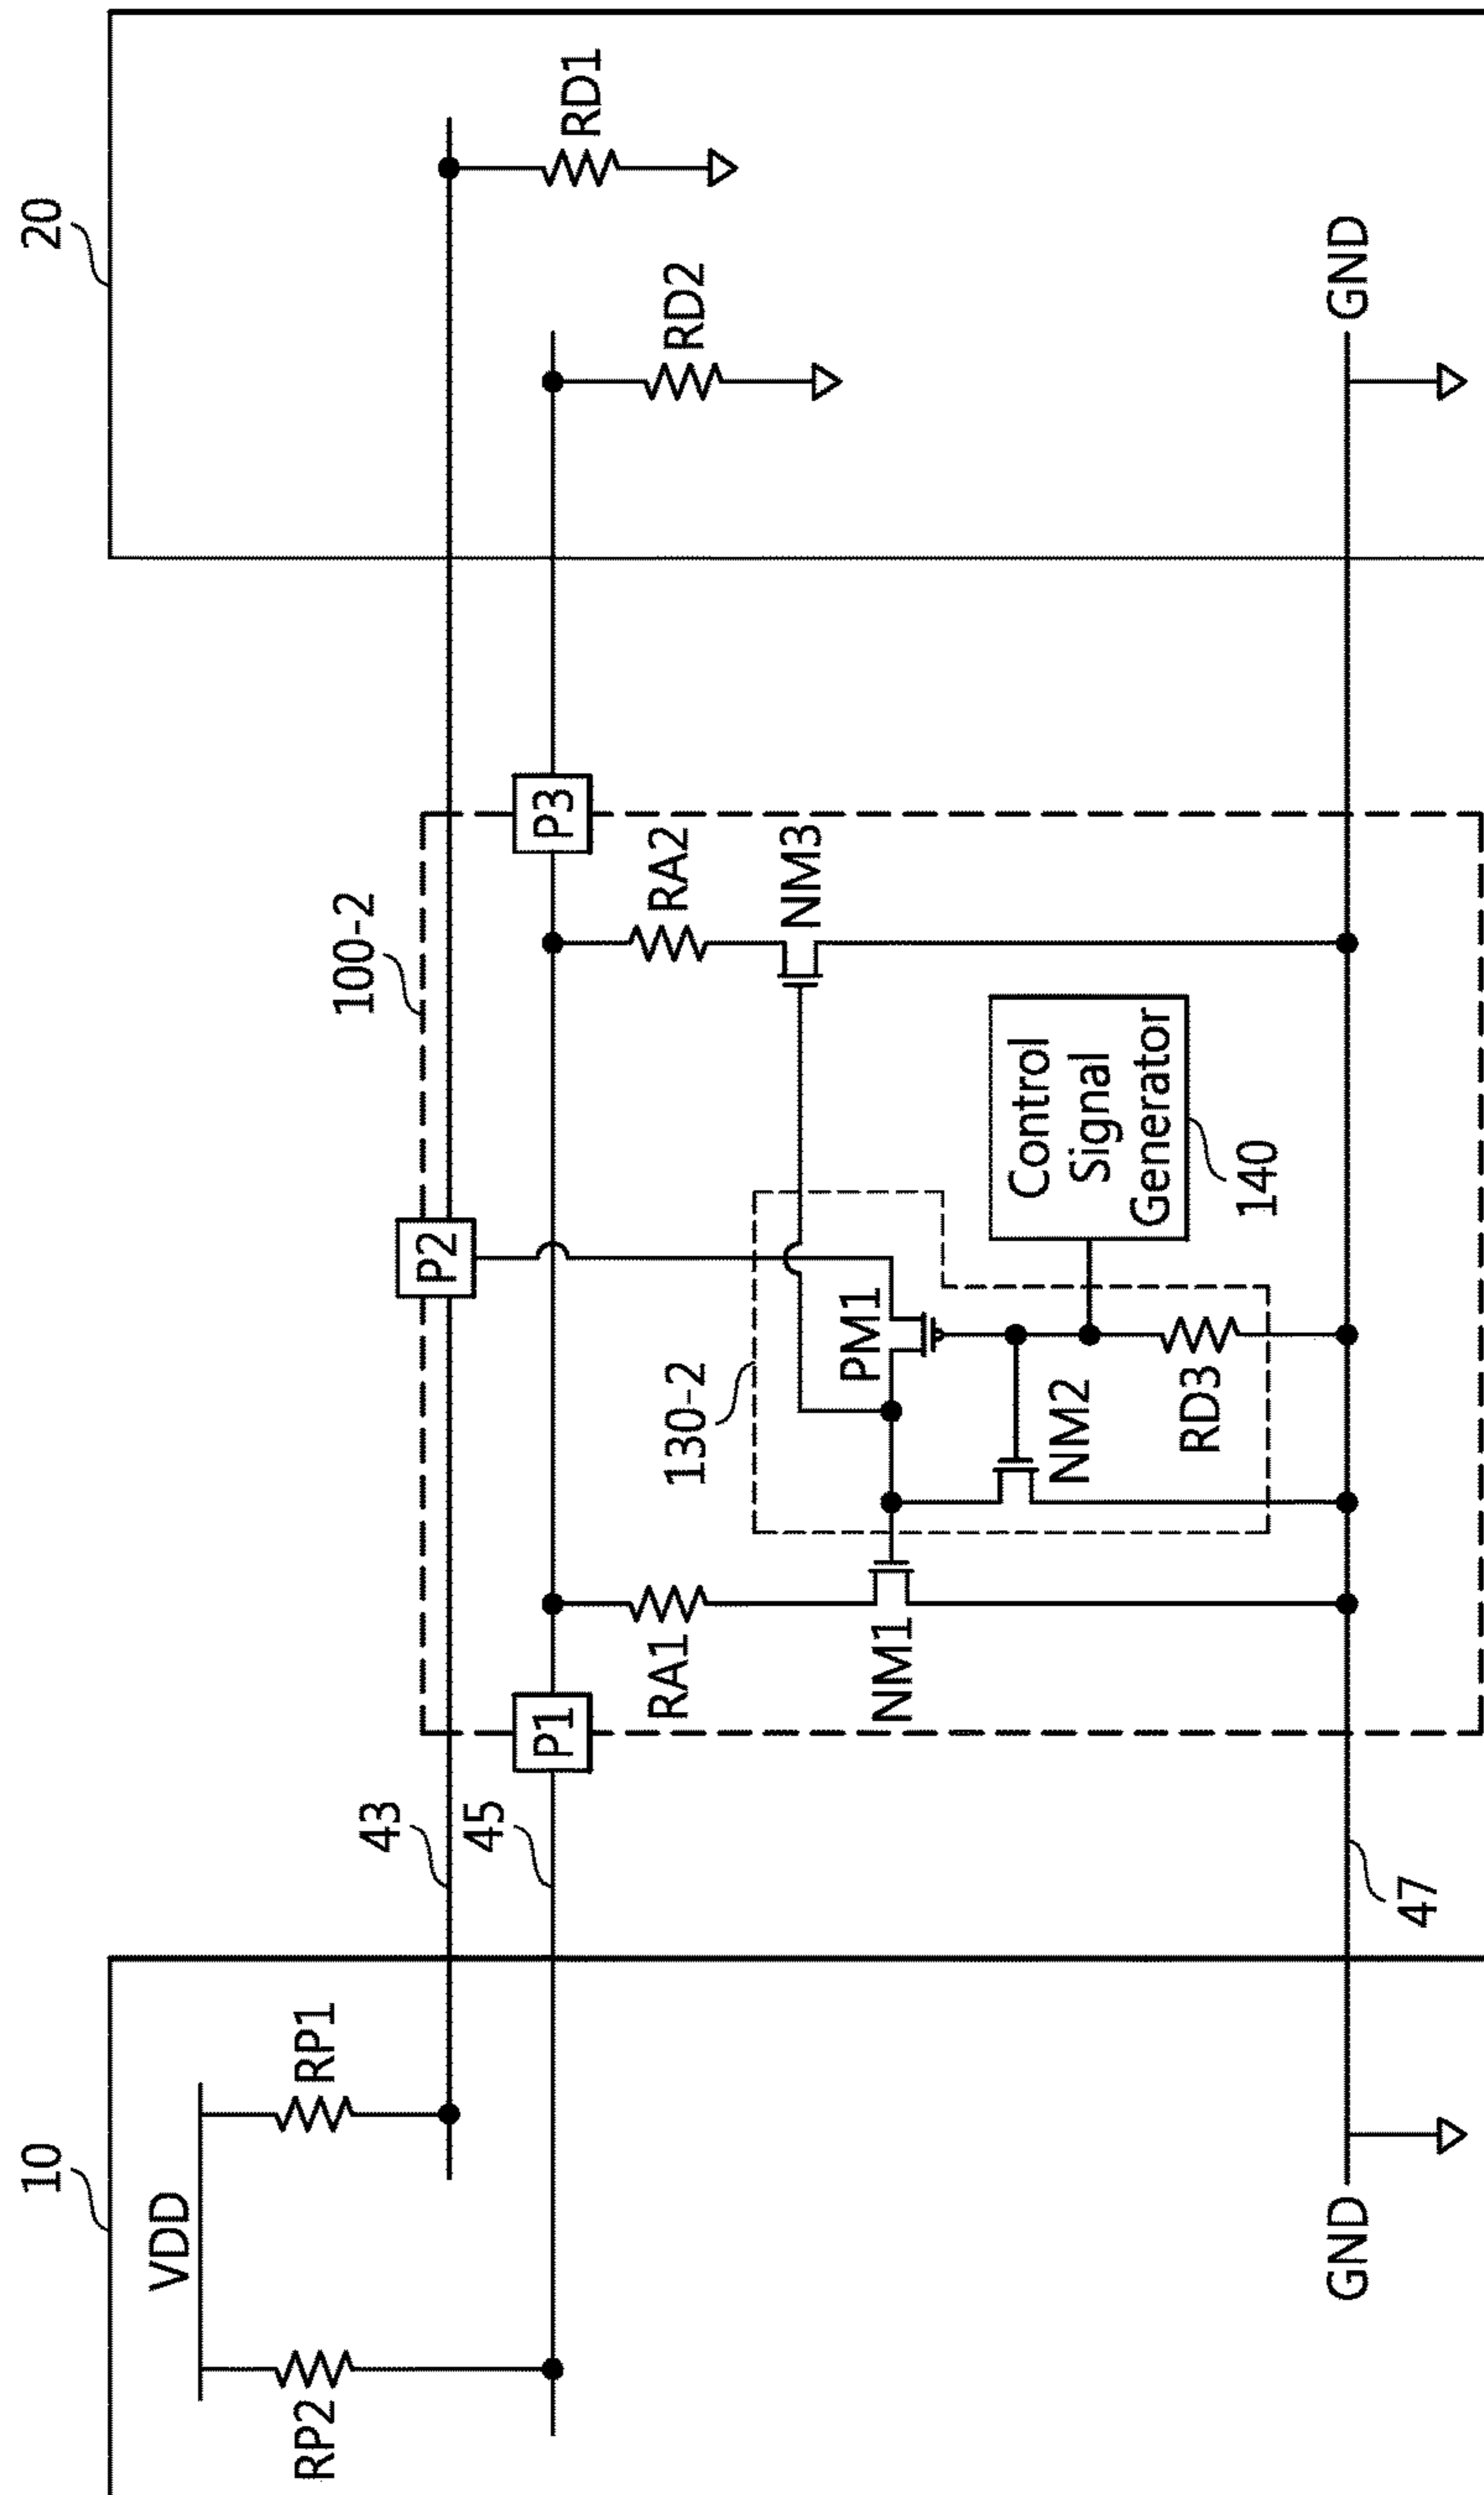 10
20
VDD
RP2
RP1
43
45
100-2
P2
P1
P3
RD1
RD2
RA1
RA2
130-2
NM3
PM1
NM1
NM2
Control
Signal
Generator
RD3
140
GND
47
GND